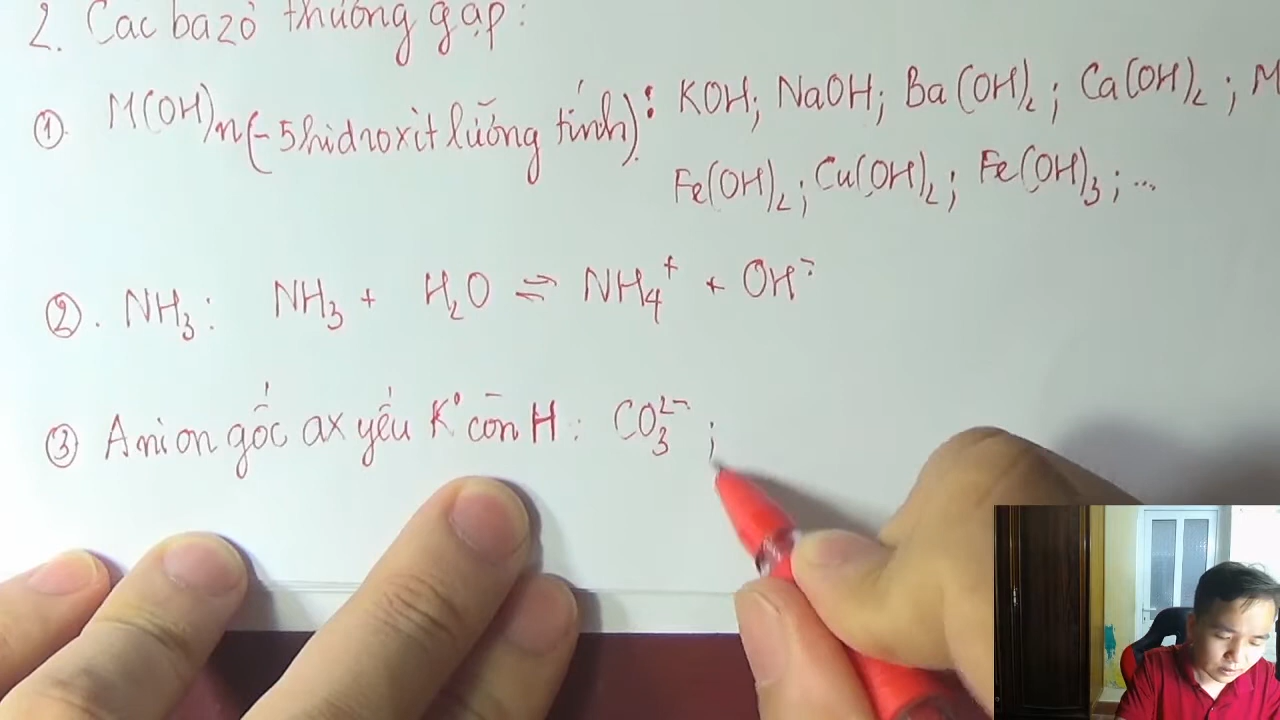 2. Các bazơ thường gặp:
① M(OH)n (- 5 hidroxit lưỡng tính): KOH; NaOH; Ba(OH)₂; Ca(OH)₂; M
Fe(OH)₂; Cu(OH)₂; Fe(OH)₃; ...
②. NH₃: NH₃ + H₂O ⇌ NH₄⁺ + OH⁻
③ Anion gốc ax yếu K° còn H: CO₃²⁻;